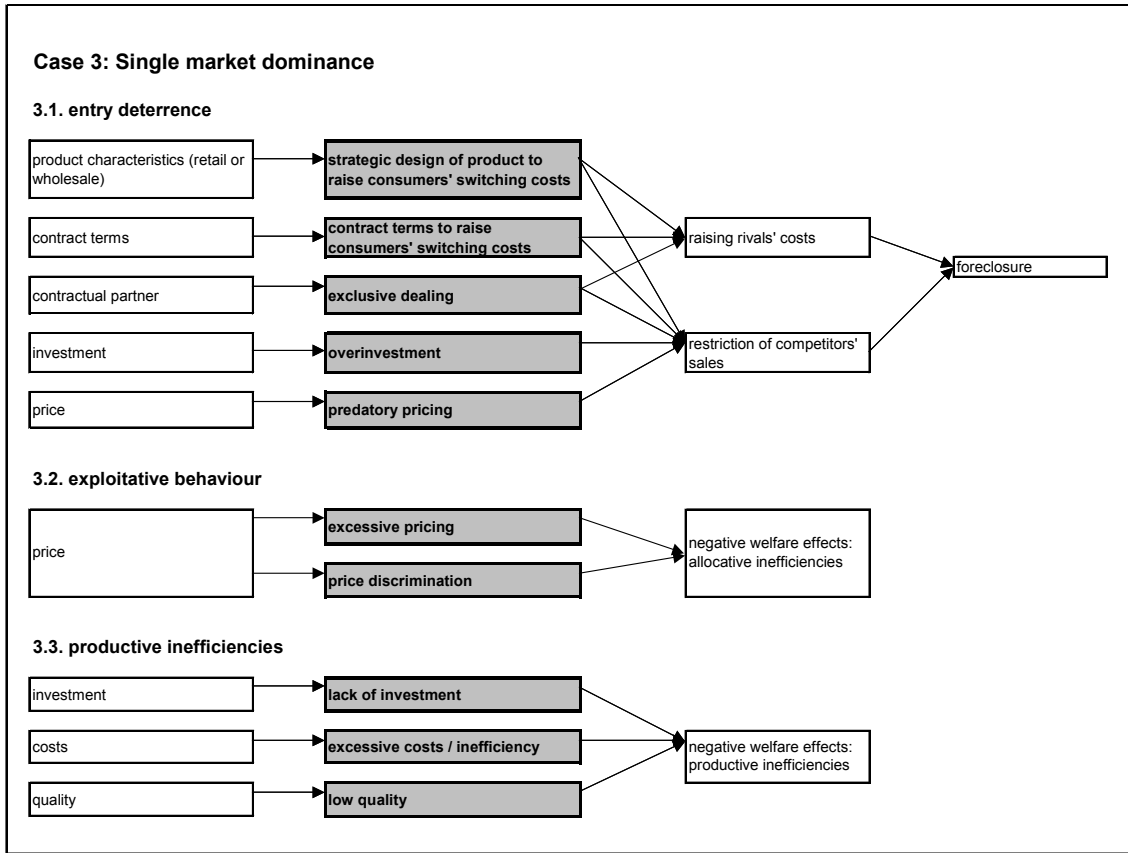 Case 3: Single market dominance
3.1. entry deterrence
product characteristics (retail or
wholesale)
strategic design of product to
raise consumers' switching costs
contract terms
contract terms to raise
consumers' switching costs
raising rivals' costs
foreclosure
contractual partner
exclusive dealing
investment
overinvestment
restriction of competitors'
sales
price
predatory pricing
3.2. exploitative behaviour
price
excessive pricing
price discrimination
negative welfare effects:
allocative inefficiencies
3.3. productive inefficiencies
investment
lack of investment
costs
excessive costs / inefficiency
negative welfare effects:
productive inefficiencies
quality
low quality